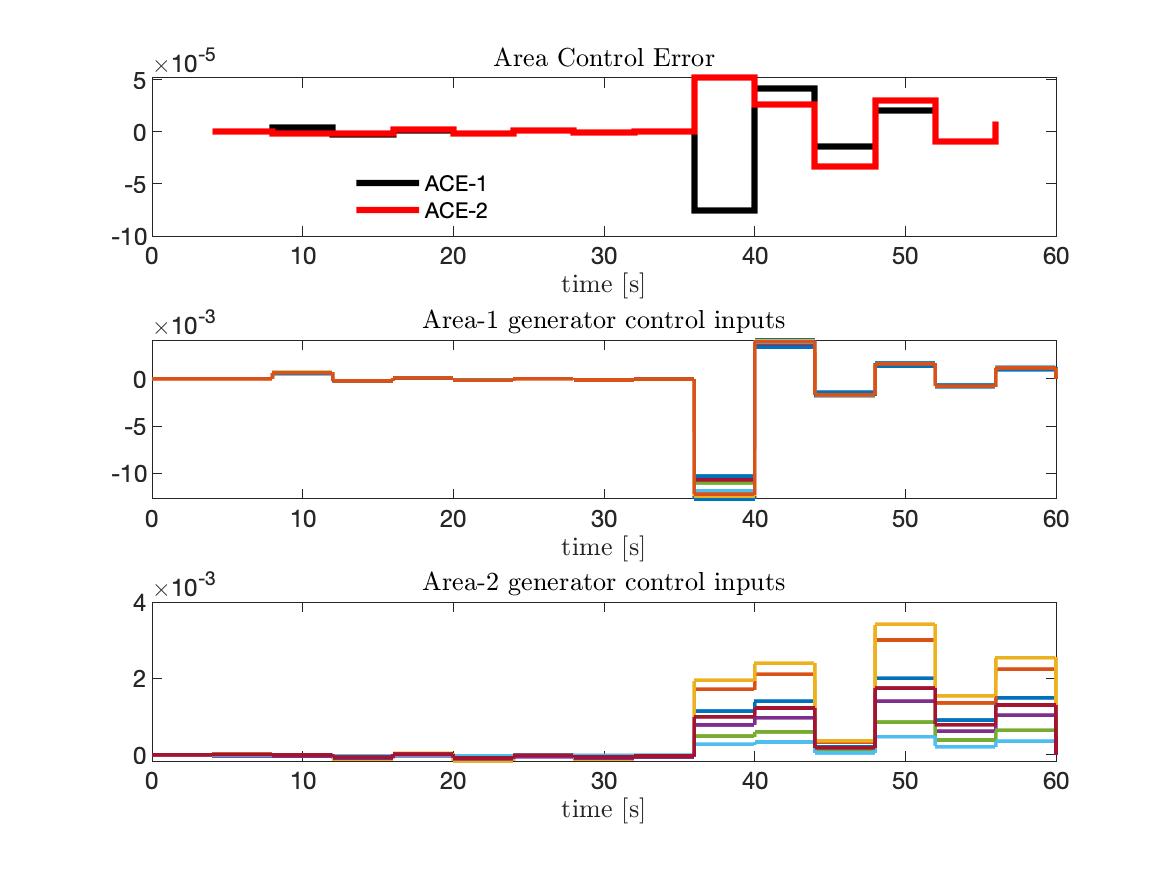 Area Control Error
×10-5
5
0
-5
-10
ACE-1
ACE-2
0 10 20 30 40 50 60
time [s]
Area-1 generator control inputs
×10-3
0
-5
-10
0 10 20 30 40 50 60
time [s]
Area-2 generator control inputs
×10-3
4
2
0
0 10 20 30 40 50 60
time [s]